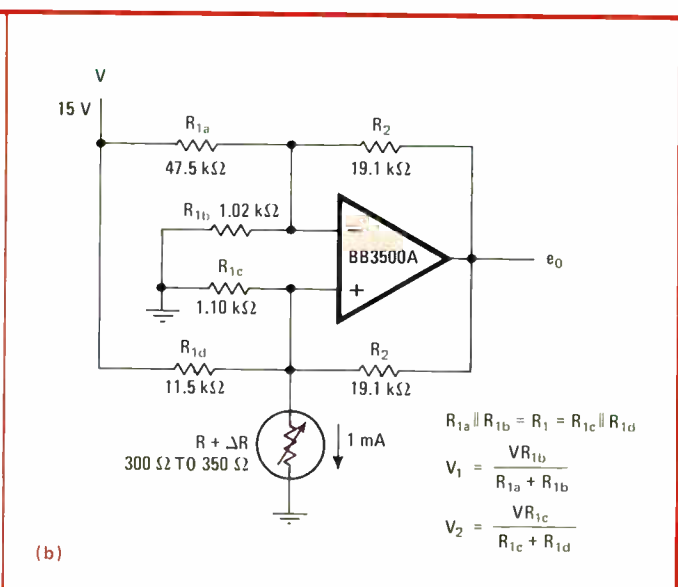 V
15 V
R1a
47.5 kΩ
R2
19.1 kΩ
R1b 1.02 kΩ
−
BB3500A
+
e0
R1c
1.10 kΩ
R1d
11.5 kΩ
R2
19.1 kΩ
R + ΔR
300 Ω TO 350 Ω
1 mA
R1a || R1b = R1 = R1c || R1d
V1 = VR1b / R1a + R1b
V2 = VR1c / R1c + R1d
(b)